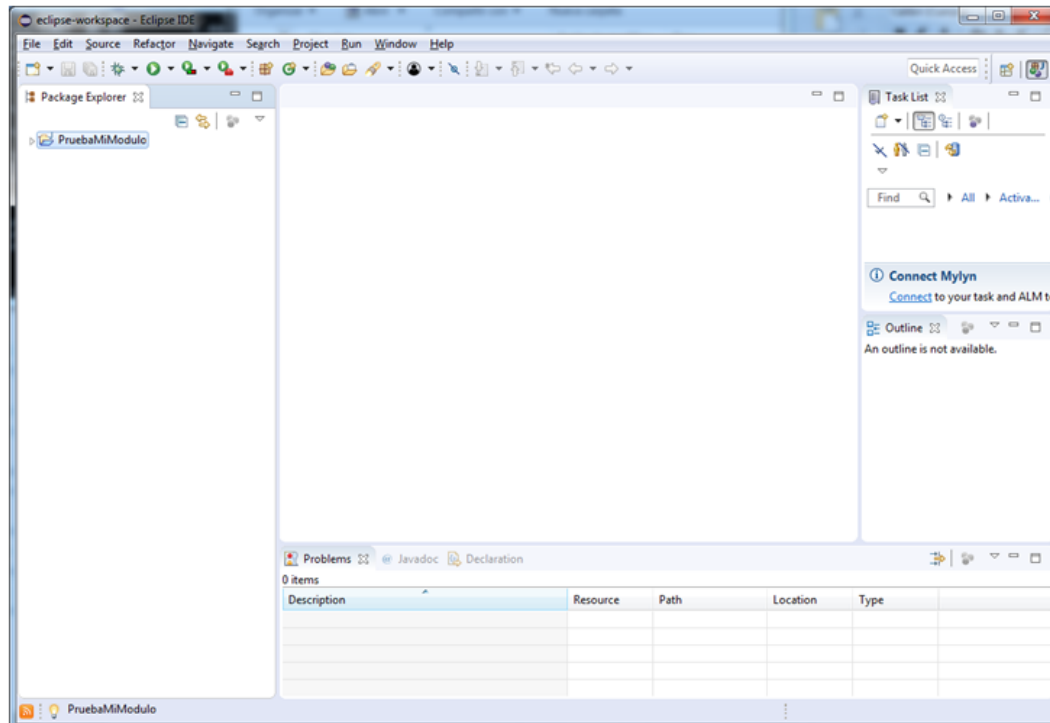 eclipse-workspace - Eclipse IDE
File Edit Source Refactor Navigate Search Project Run Window Help
Quick Access
Package Explorer
PruebaMiModulo
Task List
Find All Activa...
Connect Mylyn
Connect to your task and ALM t
Outline
An outline is not available.
Problems Javadoc Declaration
0 items
Description Resource Path Location Type
PruebaMiModulo